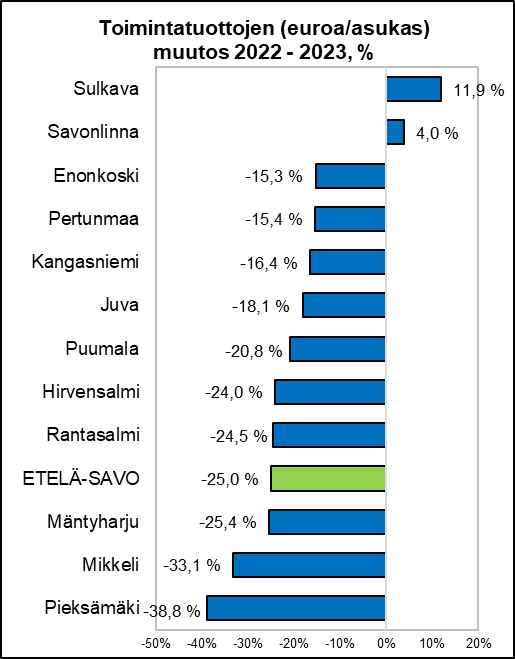 Toimintatuottojen (euroa/asukas)
muutos 2022 - 2023, %
Sulkava 11,9 %
Savonlinna 4,0 %
Enonkoski -15,3 %
Pertunmaa -15,4 %
Kangasniemi -16,4 %
Juva -18,1 %
Puumala -20,8 %
Hirvensalmi -24,0 %
Rantasalmi -24,5 %
ETELÄ-SAVO -25,0 %
Mäntyharju -25,4 %
Mikkeli -33,1 %
Pieksämäki -38,8 %
-50% -40% -30% -20% -10% 0% 10% 20%